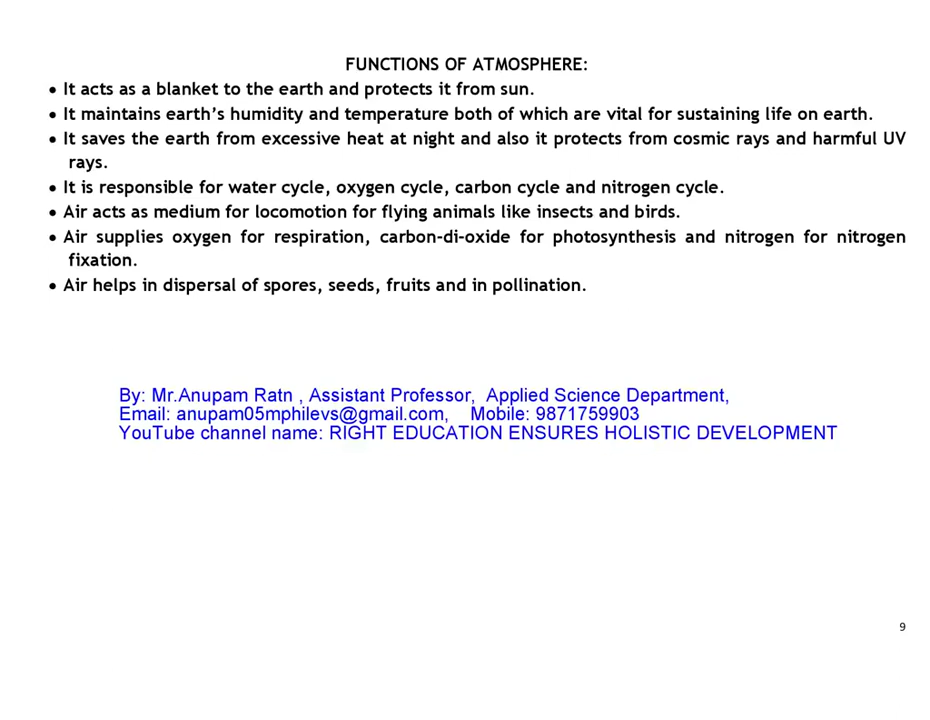 FUNCTIONS OF ATMOSPHERE:
• It acts as a blanket to the earth and protects it from sun.
• It maintains earth’s humidity and temperature both of which are vital for sustaining life on earth.
• It saves the earth from excessive heat at night and also it protects from cosmic rays and harmful UV
rays.
• It is responsible for water cycle, oxygen cycle, carbon cycle and nitrogen cycle.
• Air acts as medium for locomotion for flying animals like insects and birds.
• Air supplies oxygen for respiration, carbon-di-oxide for photosynthesis and nitrogen for nitrogen
fixation.
• Air helps in dispersal of spores, seeds, fruits and in pollination.
By: Mr.Anupam Ratn , Assistant Professor, Applied Science Department,
Email: anupam05mphilevs@gmail.com, Mobile: 9871759903
YouTube channel name: RIGHT EDUCATION ENSURES HOLISTIC DEVELOPMENT
9